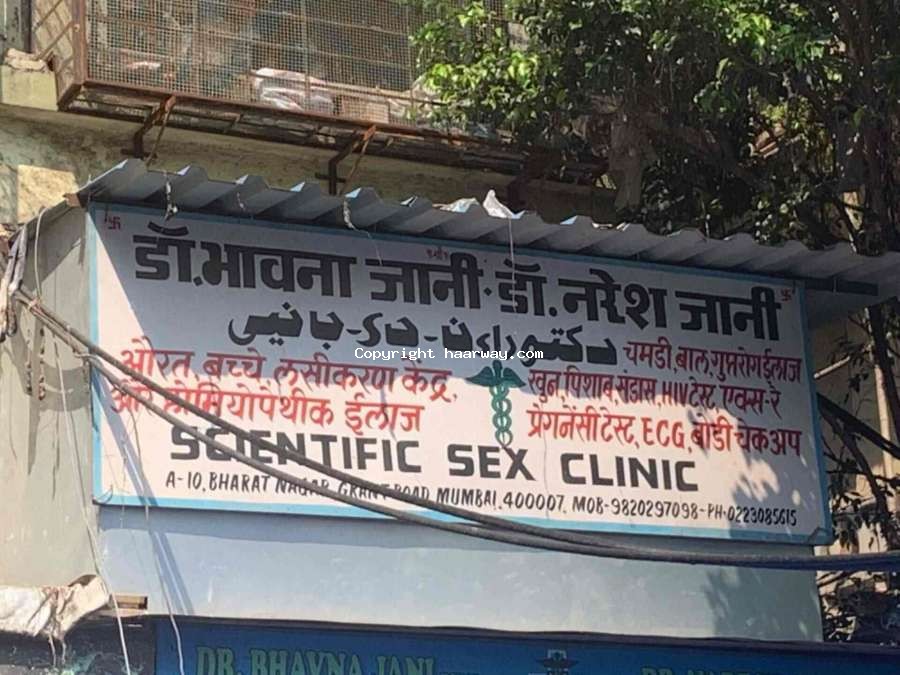 डॉ. भावना जानी · डॉ. नरेश जानी
Copyright haarway.com
औरत, बच्चे लसीकरण केंद्र,
और होमियोपेथीक ईलाज
चमडी, बाल, गुप्तरोग ईलाज
खुन, पिशाब, संडास, HIV टेस्ट, एक्स-रे
प्रेगनेंसी टेस्ट, ECG, बोडी चेकअप
SCIENTIFIC SEX CLINIC
A-10, BHARAT NAGAR, GRANT ROAD MUMBAI. 400007. MOB-9820297098-PH-0223085615
DR. BHAVNA JANI